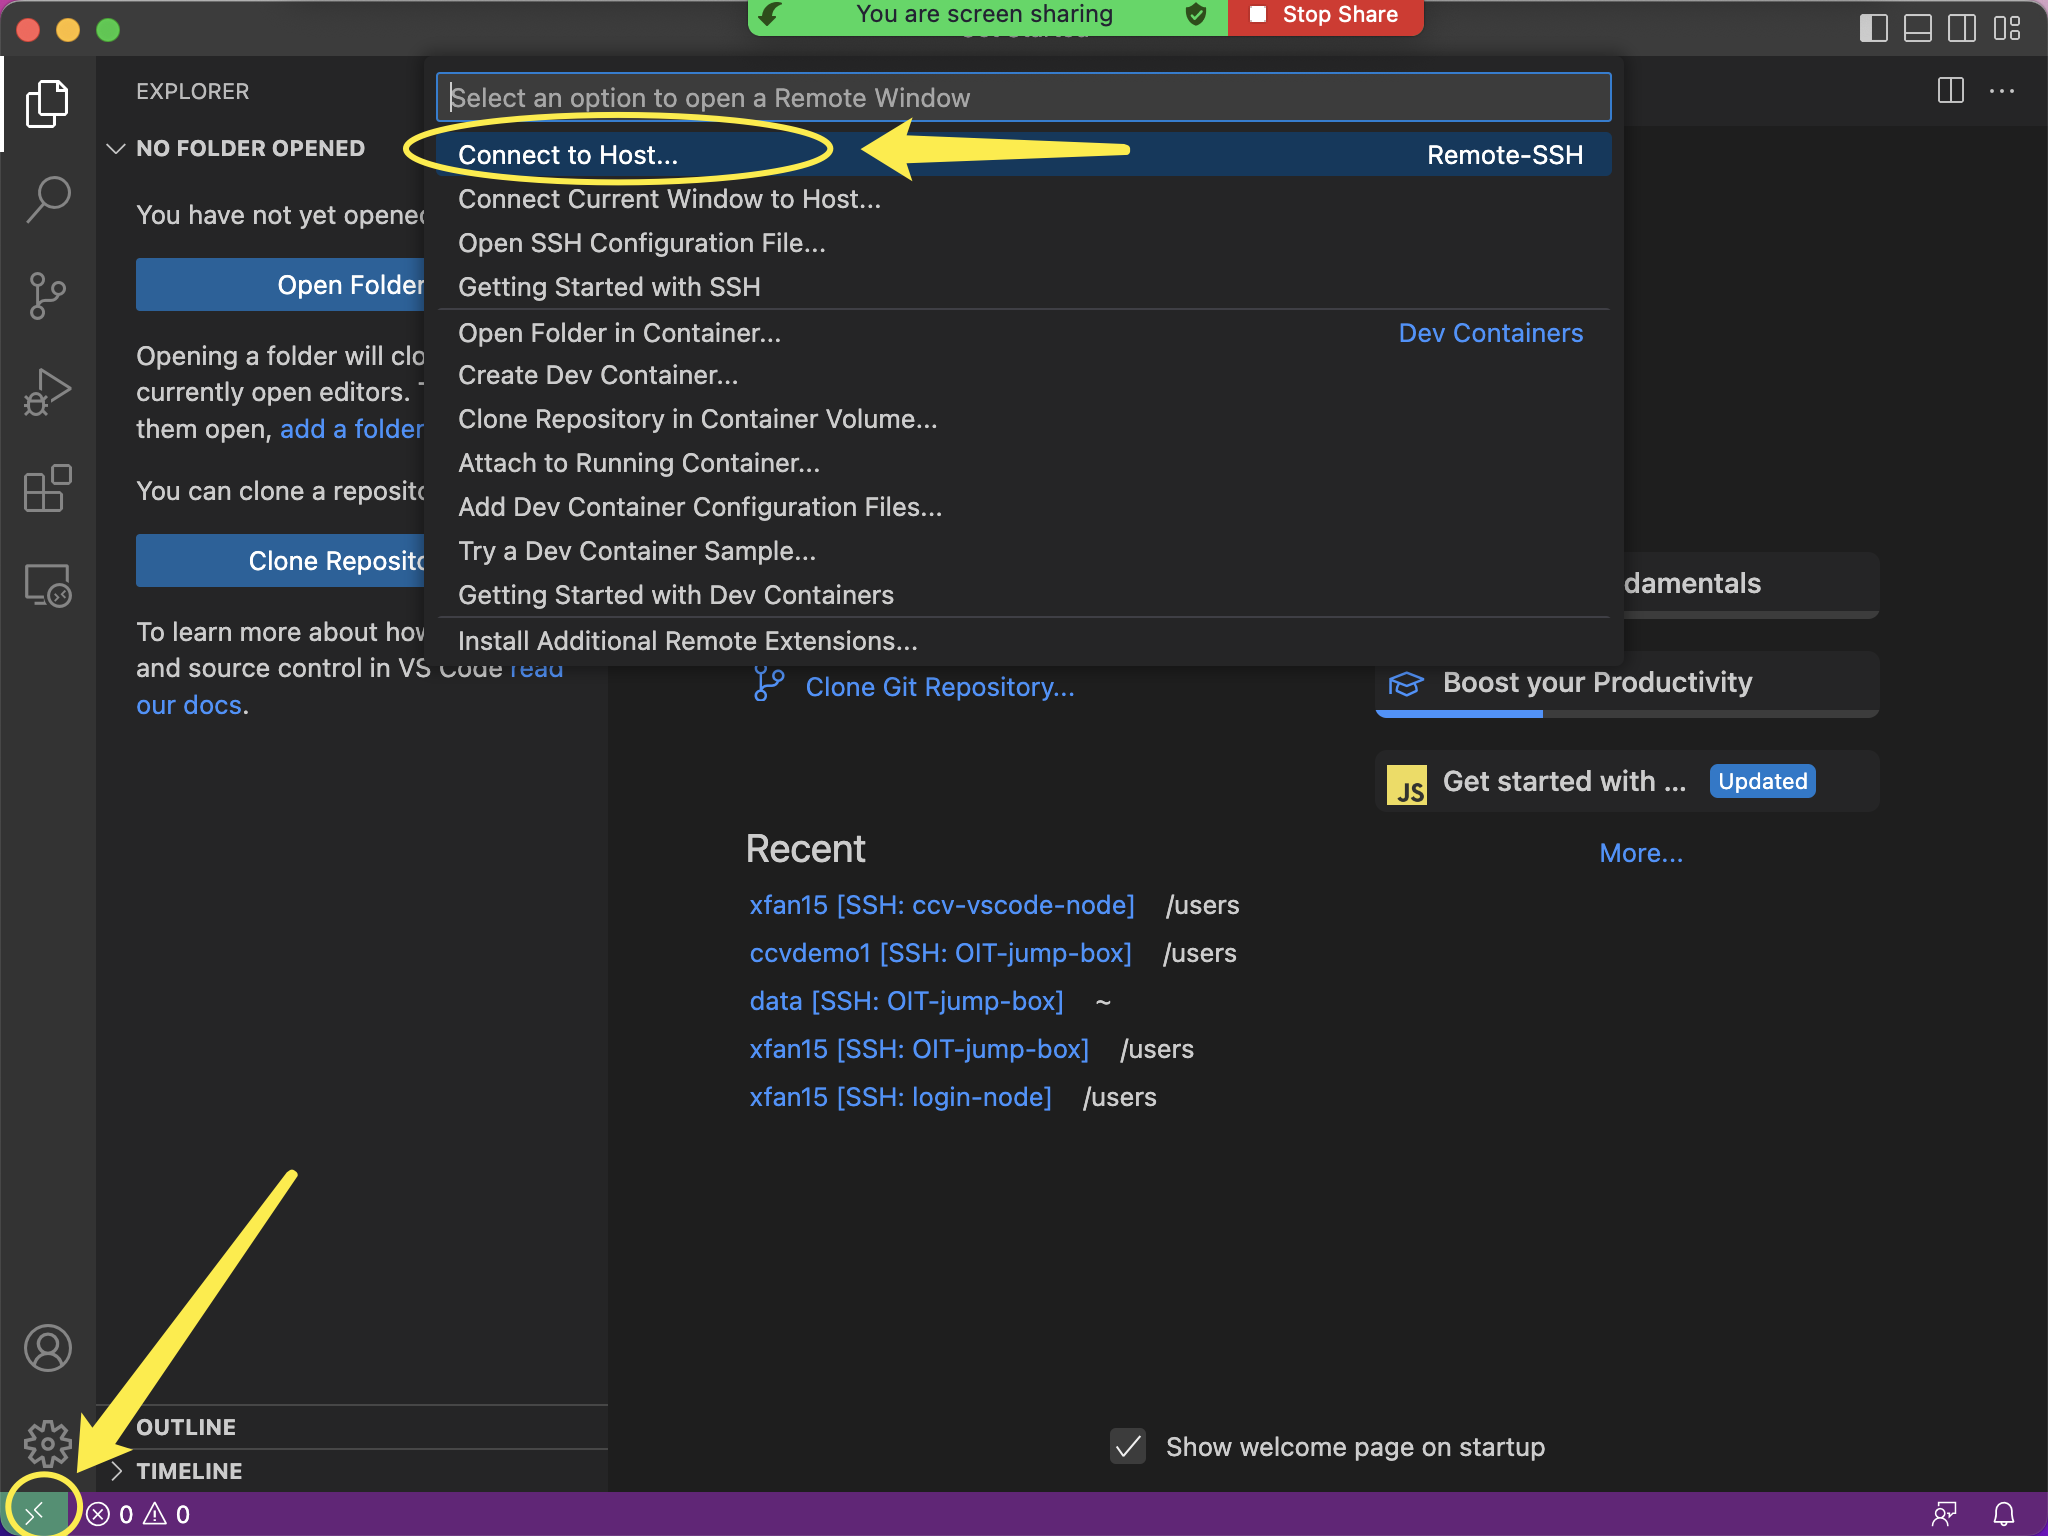 You are screen sharing
Stop Share
EXPLORER
NO FOLDER OPENED
You have not yet opened
Open Folder
Opening a folder will clo
currently open editors.
them open, add a folder
You can clone a reposito
Clone Reposito
To learn more about how
and source control in VS Code read
our docs.
OUTLINE
TIMELINE
Select an option to open a Remote Window
Connect to Host... Remote-SSH
Connect Current Window to Host...
Open SSH Configuration File...
Getting Started with SSH
Open Folder in Container... Dev Containers
Create Dev Container...
Clone Repository in Container Volume...
Attach to Running Container...
Add Dev Container Configuration Files...
Try a Dev Container Sample...
Getting Started with Dev Containers
Install Additional Remote Extensions...
Clone Git Repository...
damentals
Boost your Productivity
JS Get started with ... Updated
More...
Recent
xfan15 [SSH: ccv-vscode-node] /users
ccvdemo1 [SSH: OIT-jump-box] /users
data [SSH: OIT-jump-box] ~
xfan15 [SSH: OIT-jump-box] /users
xfan15 [SSH: login-node] /users
Show welcome page on startup
0 0